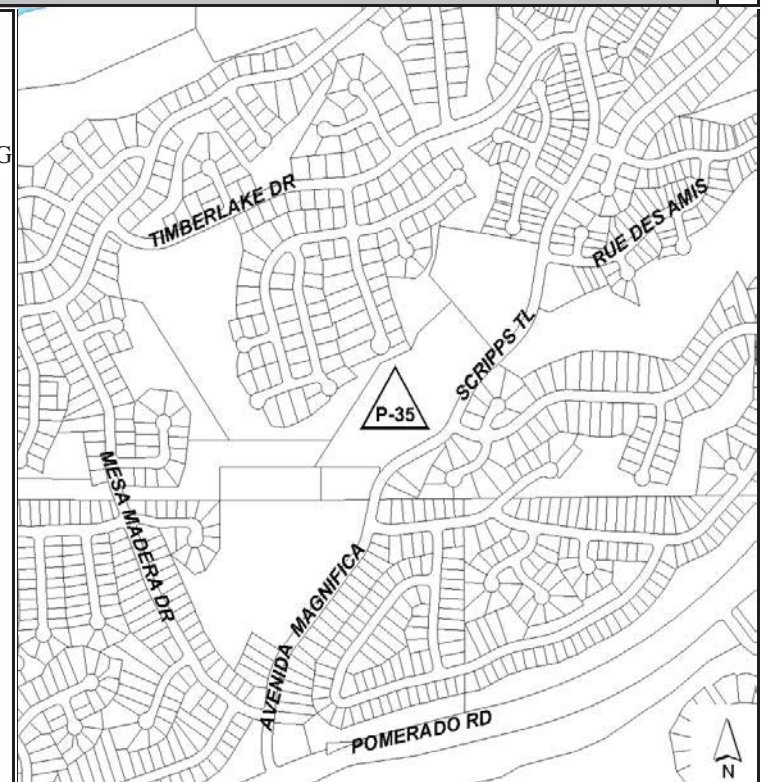 G
TIMBERLAKE DR
RUE DES AMIS
SCRIPPS TL
P-35
MESA MADERA DR
AVENIDA MAGNIFICA
POMERADO RD
N